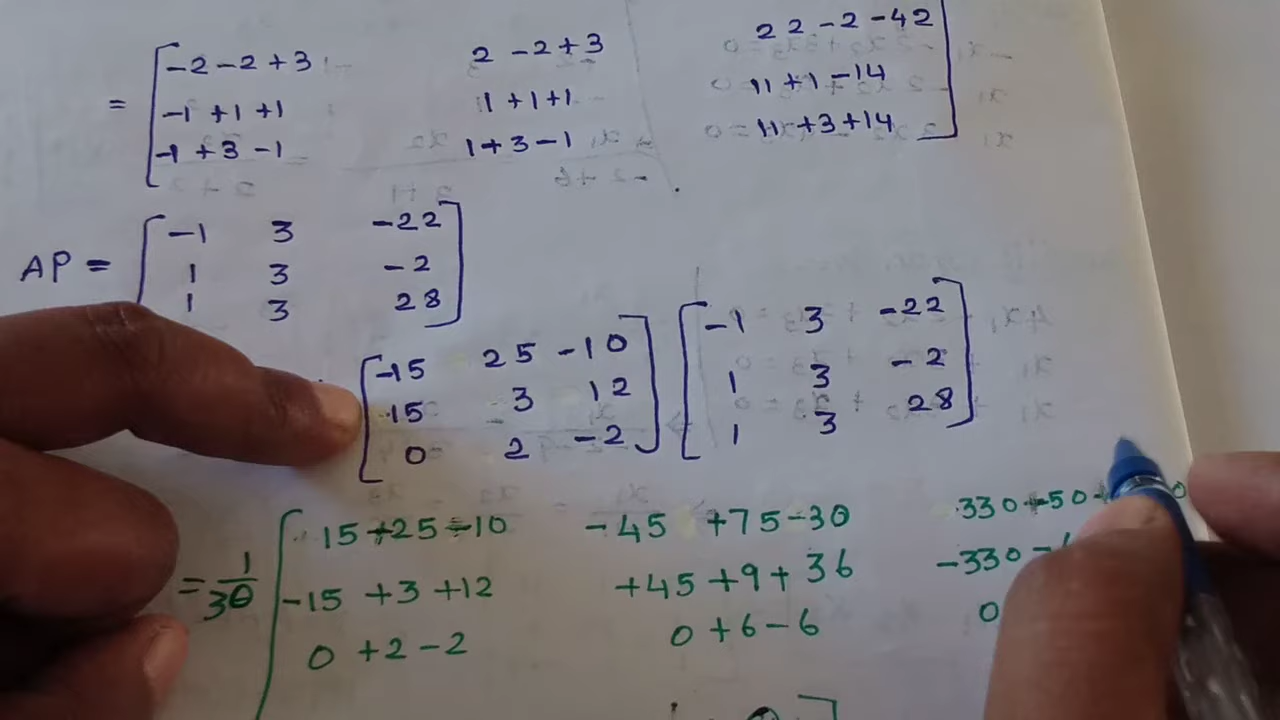 -2-2+3 2-2+3 22-2-42
= -1+1+1 1+1+1 11+1-14
-1+3-1 1+3-1 11+3+14
-1 3 -22
AP = 1 3 -2
1 3 28
-15 25 -10 -1 3 -22
15 3 12 1 3 -2
0 2 -2 1 3 28
15+25-10 -45+75-30 330-50
= 1/30 -15+3+12 +45+9+36 -330-
0+2-2 0+6-6 0